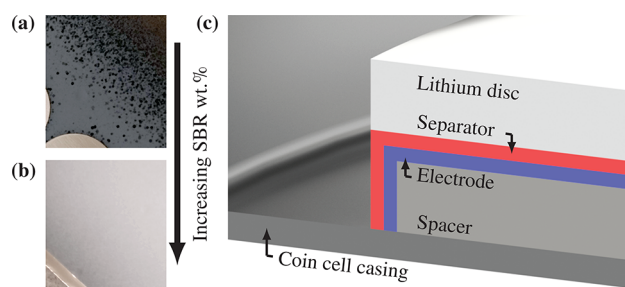 (a)
(b)
Increasing SBR wt.%
(c)
Lithium disc
Separator
Electrode
Spacer
Coin cell casing